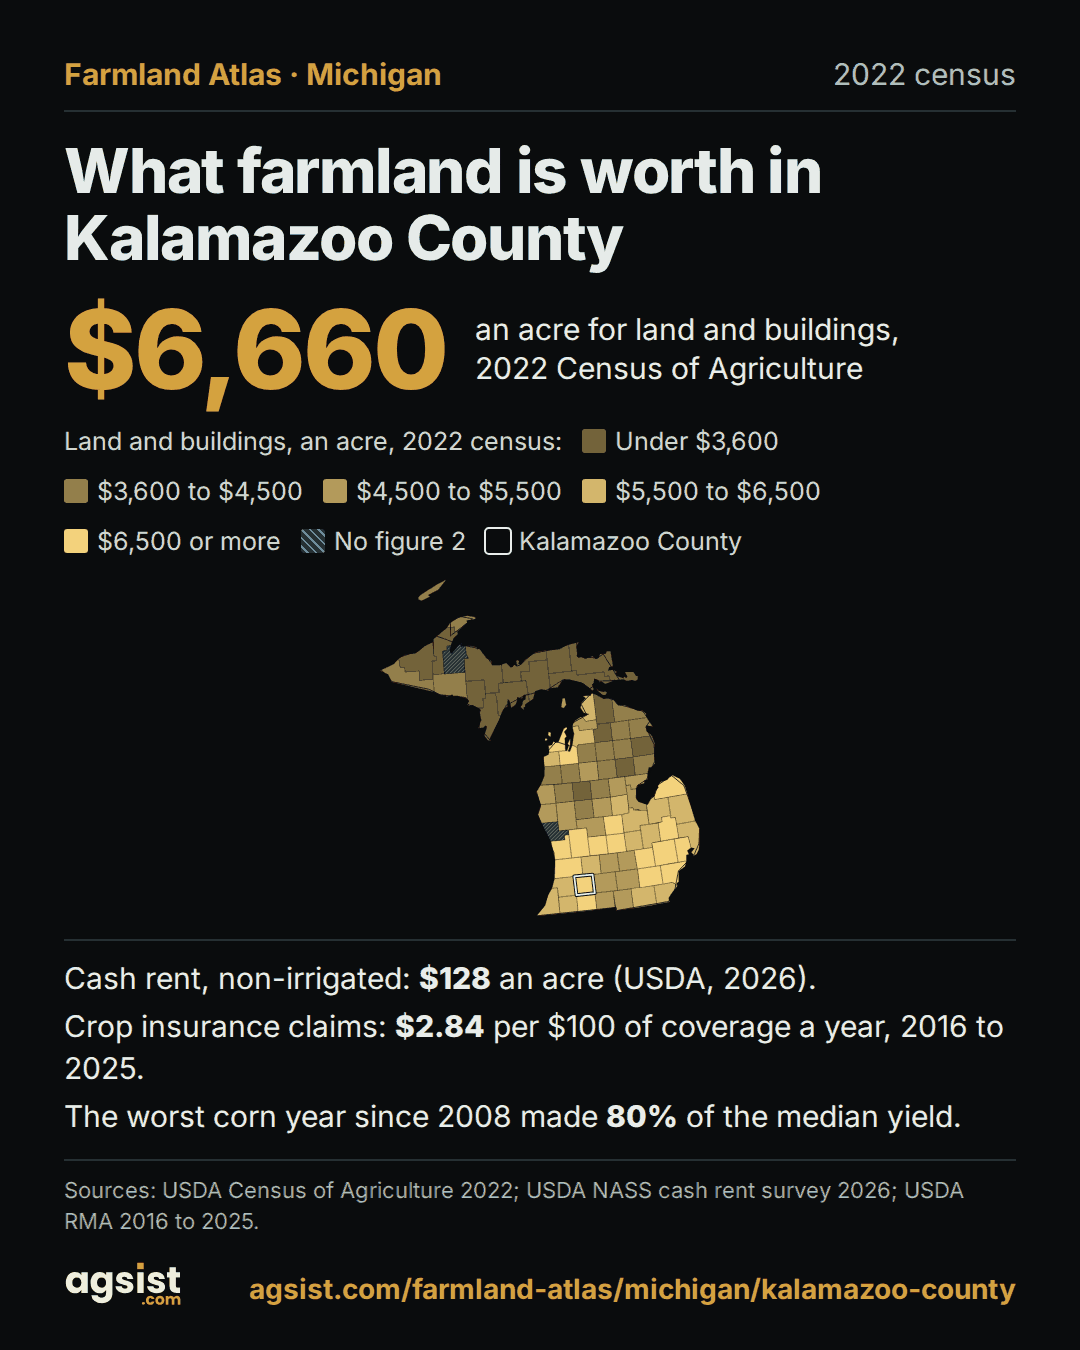 Farmland Atlas · Michigan
2022 census
What farmland is worth in
Kalamazoo County
$6,660
an acre for land and buildings,
2022 Census of Agriculture
Land and buildings, an acre, 2022 census: Under $3,600
$3,600 to $4,500 $4,500 to $5,500 $5,500 to $6,500
$6,500 or more No figure 2 Kalamazoo County
Cash rent, non-irrigated: $128 an acre (USDA, 2026).
Crop insurance claims: $2.84 per $100 of coverage a year, 2016 to
2025.
The worst corn year since 2008 made 80% of the median yield.
Sources: USDA Census of Agriculture 2022; USDA NASS cash rent survey 2026; USDA
RMA 2016 to 2025.
agsist.com
agsist.com/farmland-atlas/michigan/kalamazoo-county